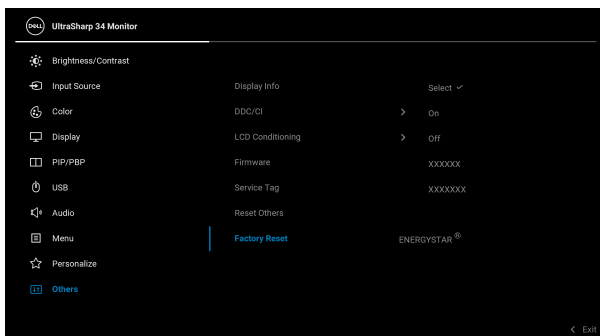 DELL UltraSharp 34 Monitor
Brightness/Contrast
Input Source Display Info Select ✓
Color DDC/CI > On
Display LCD Conditioning > Off
PIP/PBP Firmware XXXXXX
USB Service Tag XXXXXXX
Audio Reset Others
Menu Factory Reset ENERGYSTAR ®
Personalize
Others
< Exit